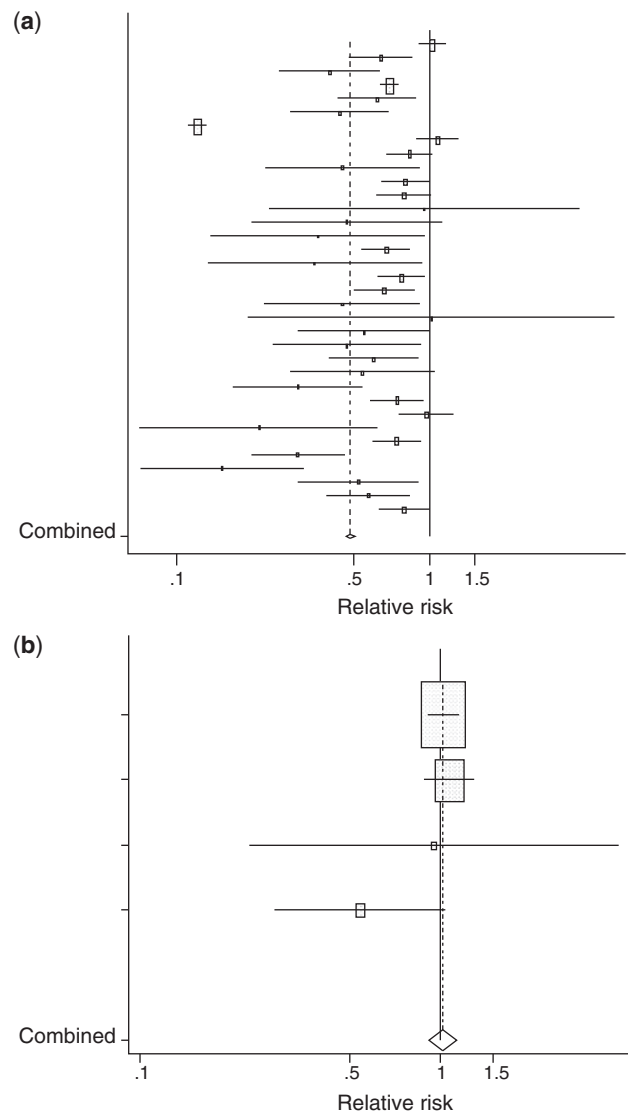 (a)
Combined
.1 .5 1 1.5
Relative risk
(b)
Combined
.1 .5 1 1.5
Relative risk